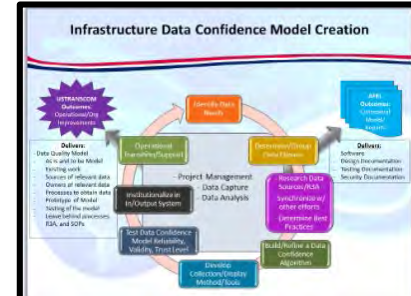 Infrastructure Data Confidence Model Creation
USTRANSCOM
Outcomes:
Operational/Org
Improvements
Delivers:
- Data Quality Model
- As Is and to be Model
- Existing work
- Sources of relevant data
- Owners of relevant data
- Processes to obtain data
- Prototype of Model
- Testing of the model
- Leave behind processes
R3A, and SOPs
Identify Data
Needs
Determine/Group
Data Classes
Research Data
Sources/R3A
Synchronize w/
other efforts
Determine Best
Practices
Build/Refine a Data
Confidence
Algorithm
Develop
Collection/Display
Method/Tools
Test Data Confidence
Model Reliability,
Validity, Trust Level
Institutionalize in
In/Output System
Operational
Transition/Support
- Project Management
- Data Capture
- Data Analysis
AFRL
Outcomes:
Model/
Reports
Delivers:
Software
Design Documentation
Testing Documentation
Security Documentation